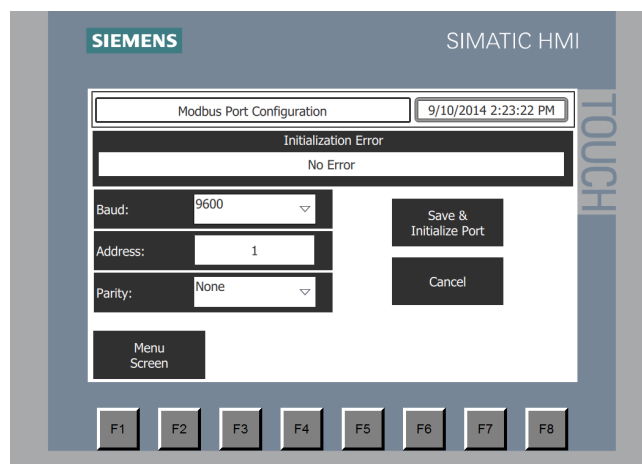 SIEMENS
SIMATIC HMI
TOUCH
Modbus Port Configuration
9/10/2014 2:23:22 PM
Initialization Error
No Error
Baud:
9600
Save &
Initialize Port
Address:
1
Parity:
None
Cancel
Menu
Screen
F1
F2
F3
F4
F5
F6
F7
F8